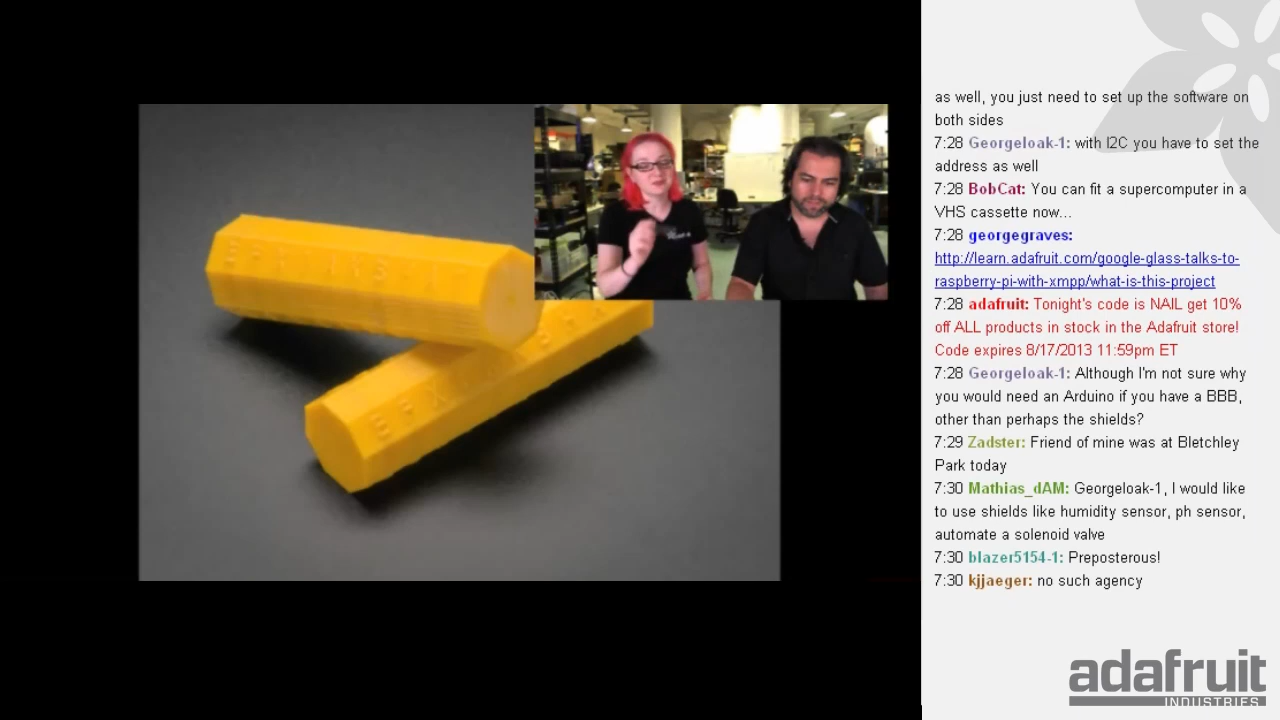 as well, you just need to set up the software on
both sides
7:28 Georgeloak-1: with I2C you have to set the
address as well
7:28 BobCat: You can fit a supercomputer in a
VHS cassette now...
7:28 georgegraves:
http://learn.adafruit.com/google-glass-talks-to-
raspberry-pi-with-xmpp/what-is-this-project
7:28 adafruit: Tonight's code is NAIL get 10%
off ALL products in stock in the Adafruit store!
Code expires 8/17/2013 11:59pm ET
7:28 Georgeloak-1: Although I'm not sure why
you would need an Arduino if you have a BBB,
other than perhaps the shields?
7:29 Zadster: Friend of mine was at Bletchley
Park today
7:30 Mathias_dAM: Georgeloak-1, I would like
to use shields like humidity sensor, ph sensor,
automate a solenoid valve
7:30 blazer5154-1: Preposterous!
7:30 kjjaeger: no such agency
adafruit
INDUSTRIES